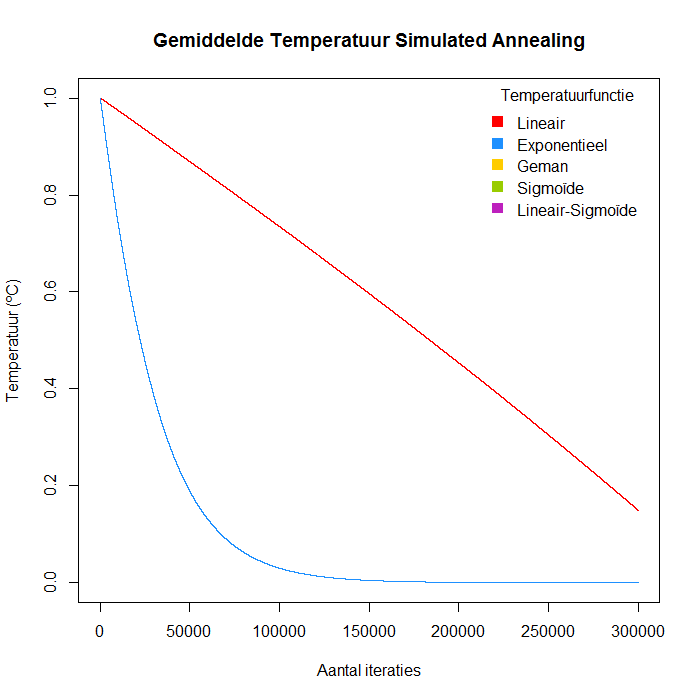 Gemiddelde Temperatuur Simulated Annealing
Temperatuurfunctie
Lineair
Exponentieel
Geman
Sigmoïde
Lineair-Sigmoïde
Temperatuur (ºC)
1.0
0.8
0.6
0.4
0.2
0.0
0 50000 100000 150000 200000 250000 300000
Aantal iteraties